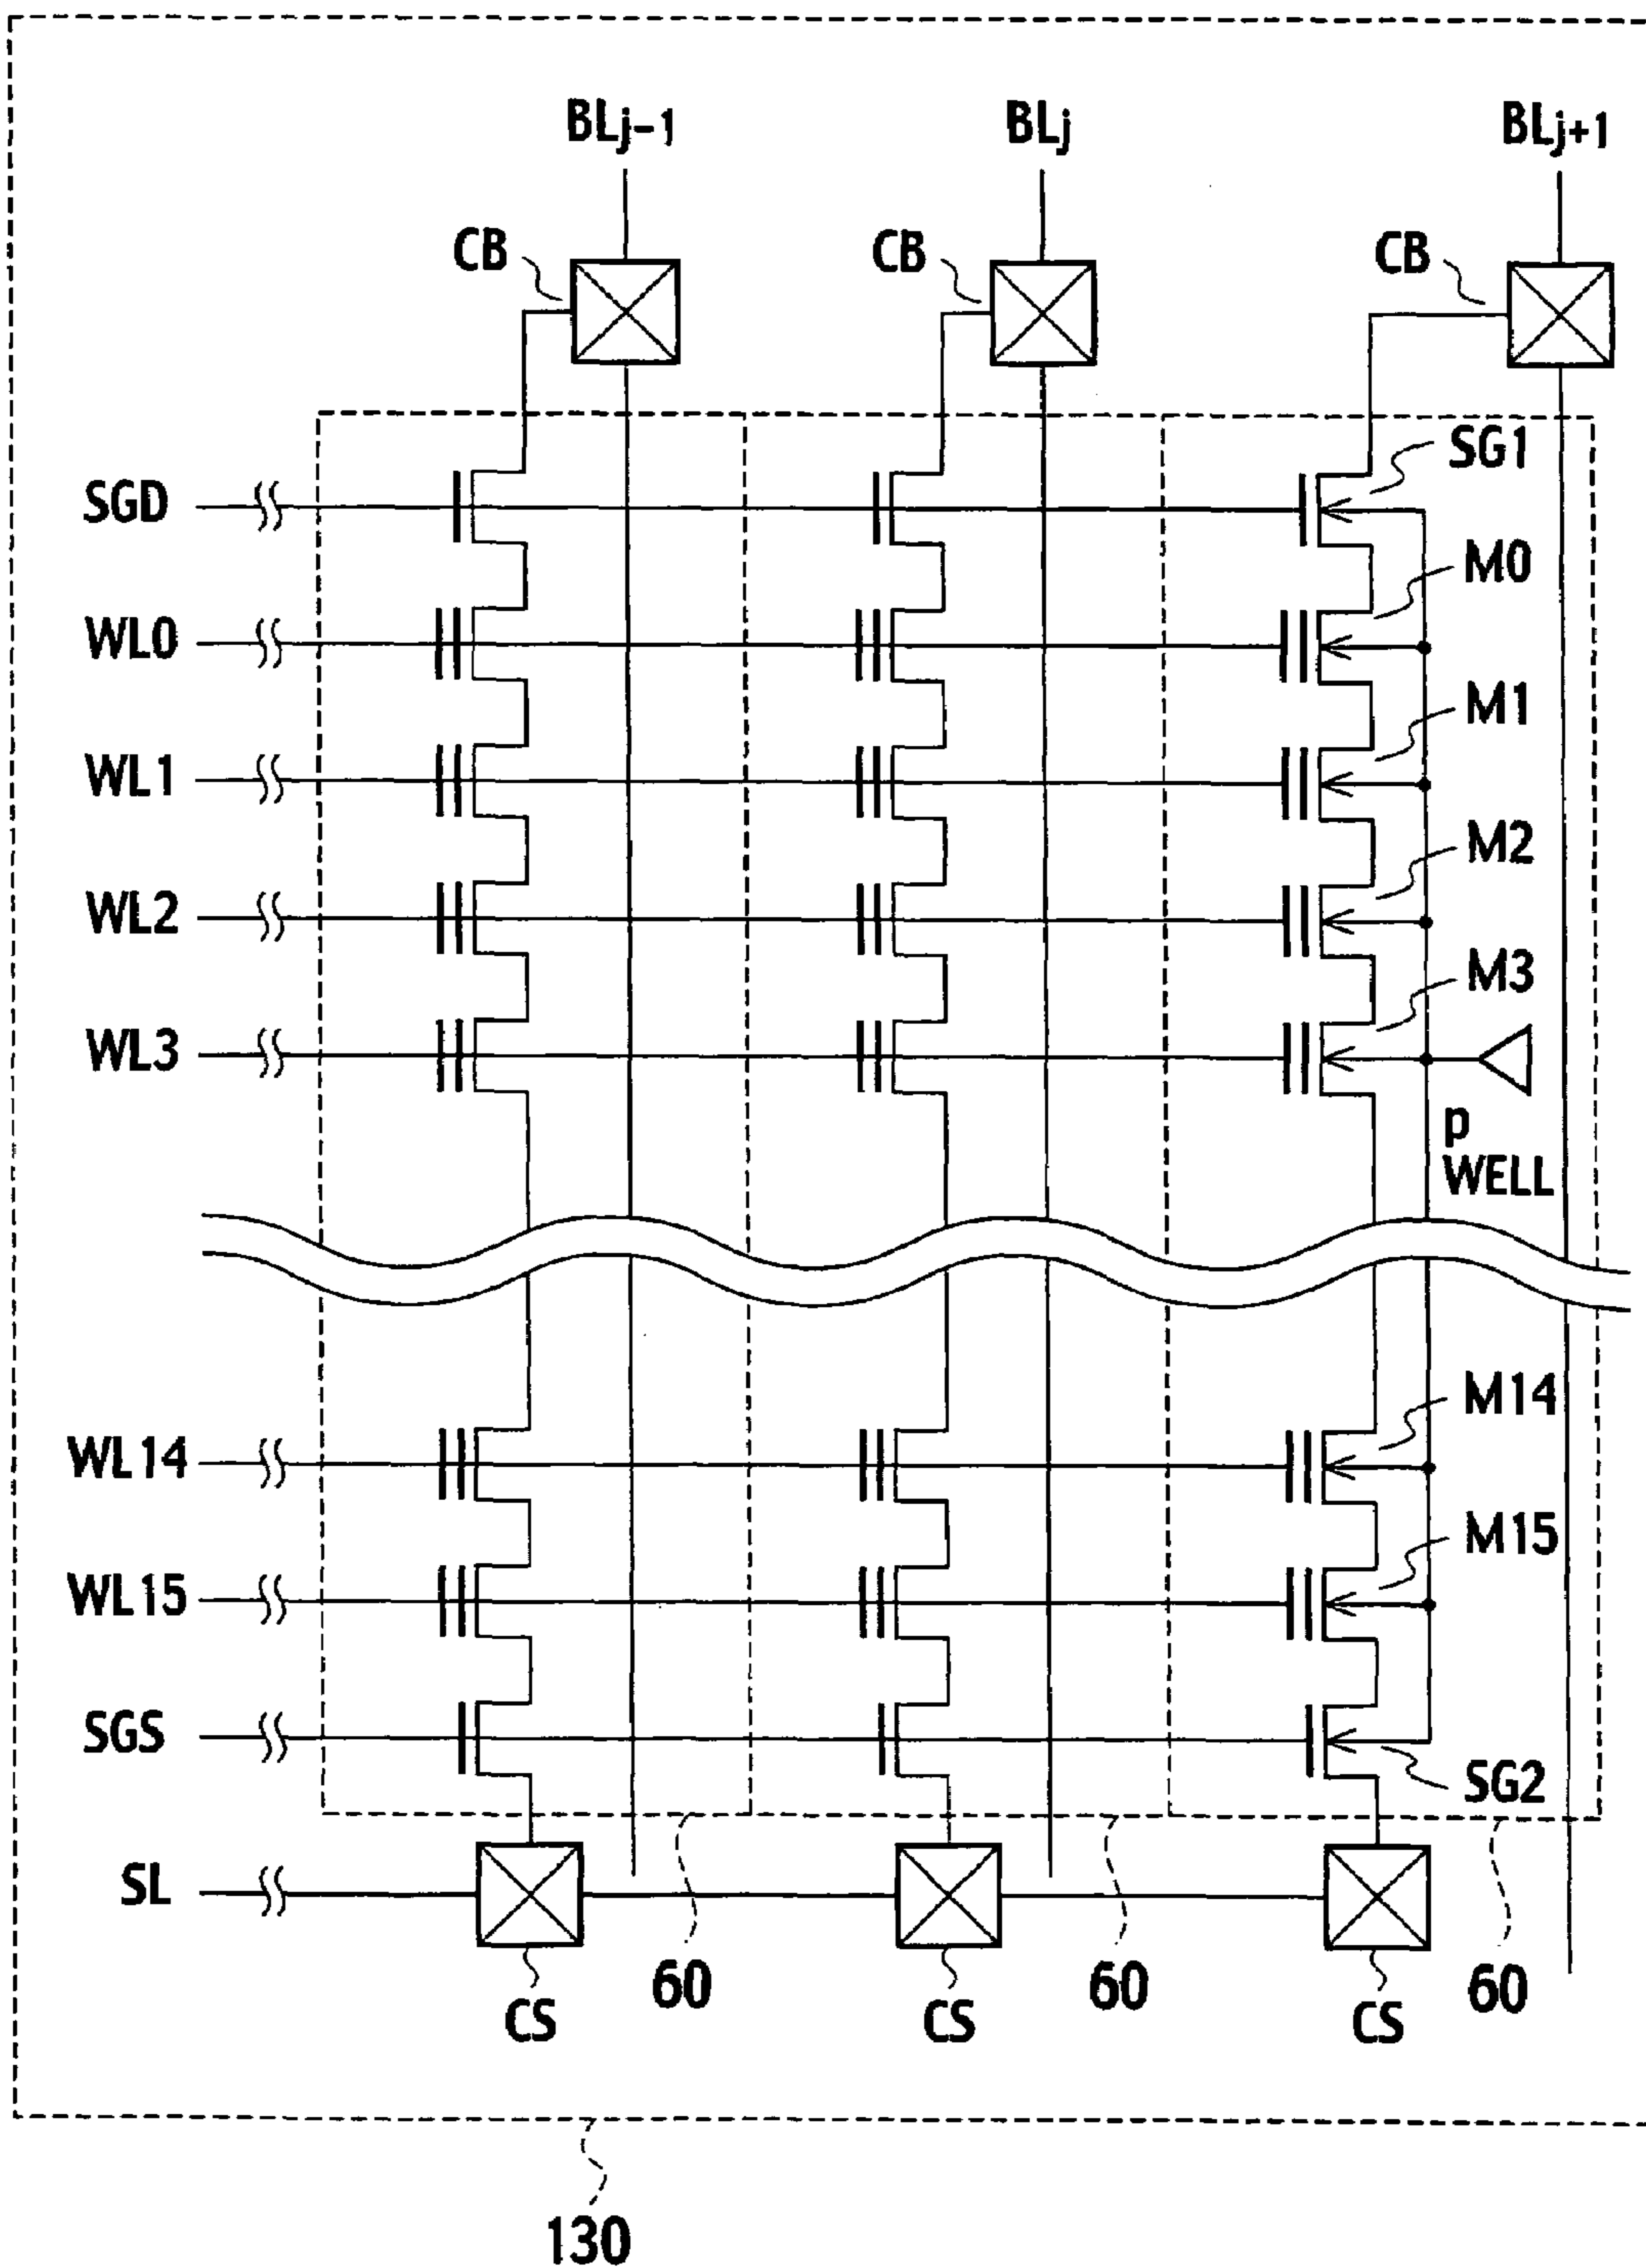 BLj-1 BLj BLj+1
CB CB CB
SG1
SGD
M0
WL0
M1
WL1
M2
WL2
M3
WL3
p
WELL
M14
WL14
M15
WL15
SGS
SG2
SL
60 60 60
CS CS CS
130